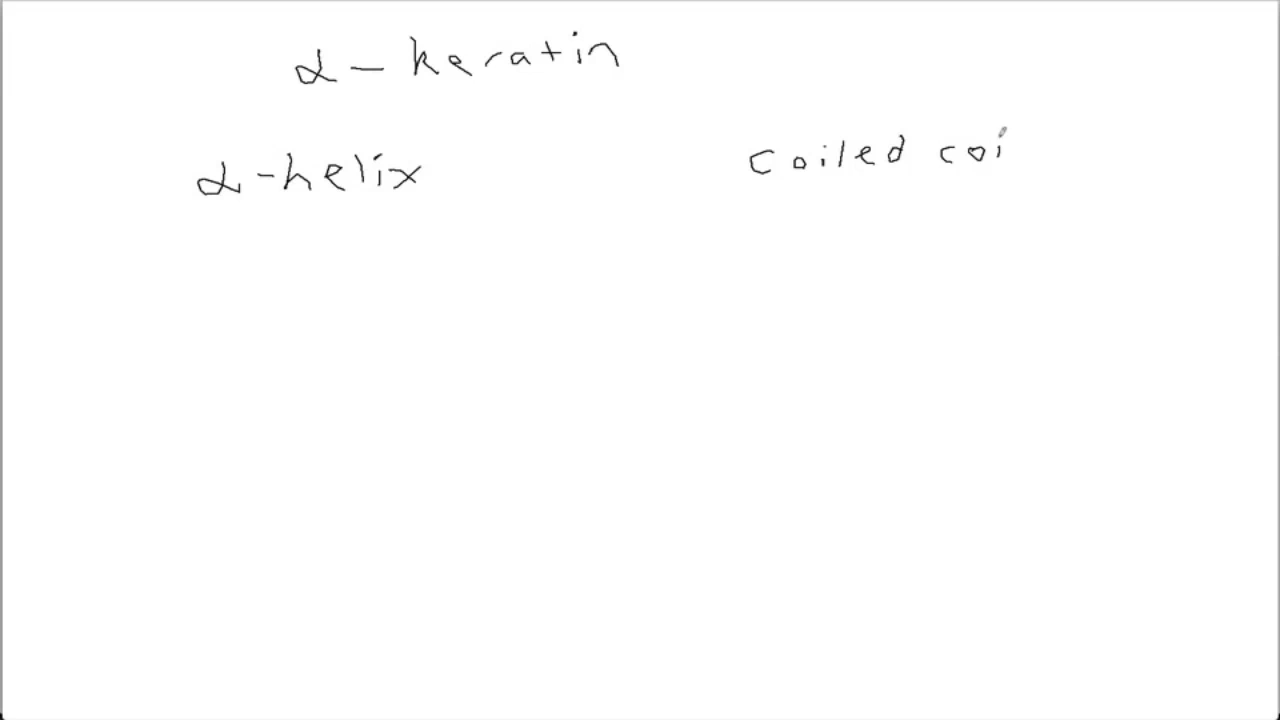 α - keratin
α-helix
coiled coi